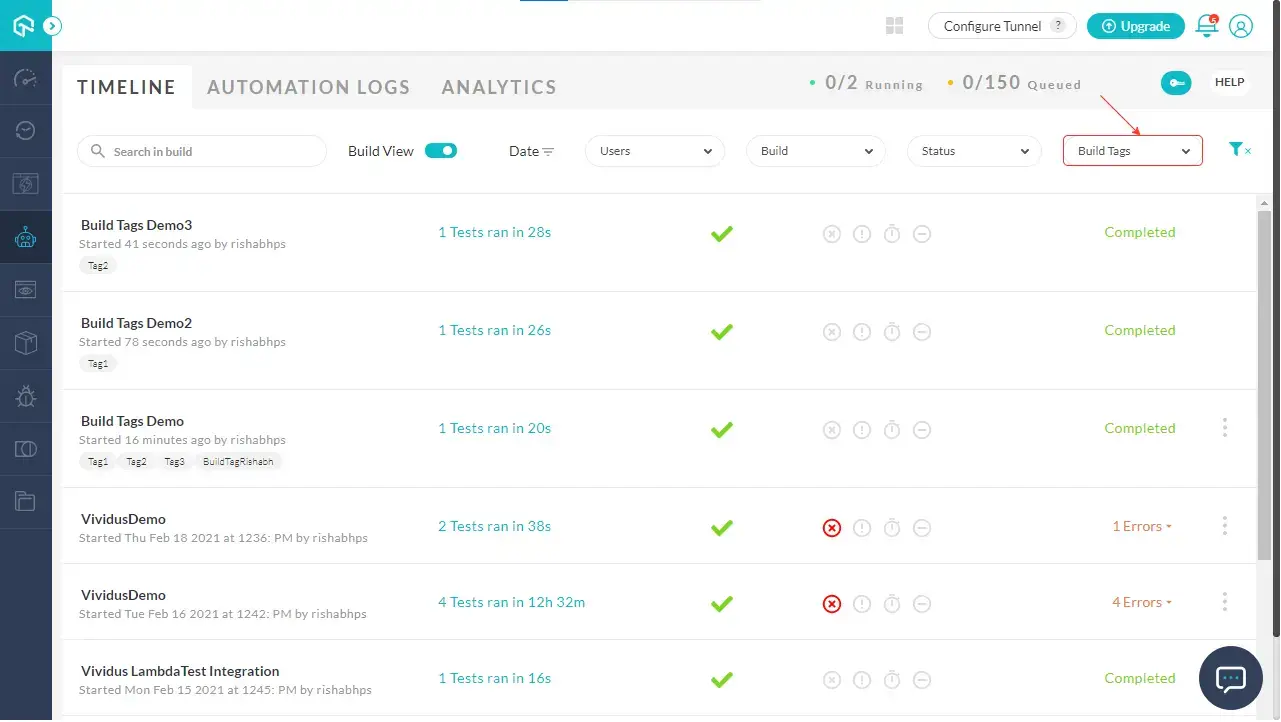 Configure Tunnel ?
Upgrade
5
TIMELINE AUTOMATION LOGS ANALYTICS
0/2 Running 0/150 Queued
HELP
Search in build
Build View
Date
Users
Build
Status
Build Tags
Build Tags Demo3
Started 41 seconds ago by rishabhps
Tag2
1 Tests ran in 28s
Completed
Build Tags Demo2
Started 78 seconds ago by rishabhps
Tag1
1 Tests ran in 26s
Completed
Build Tags Demo
Started 16 minutes ago by rishabhps
Tag1 Tag2 Tag3 BuildTagRishabh
1 Tests ran in 20s
Completed
VividusDemo
Started Thu Feb 18 2021 at 1236: PM by rishabhps
2 Tests ran in 38s
1 Errors
VividusDemo
Started Tue Feb 16 2021 at 1242: PM by rishabhps
4 Tests ran in 12h 32m
4 Errors
Vividus LambdaTest Integration
Started Mon Feb 15 2021 at 1245: PM by rishabhps
1 Tests ran in 16s
Completed